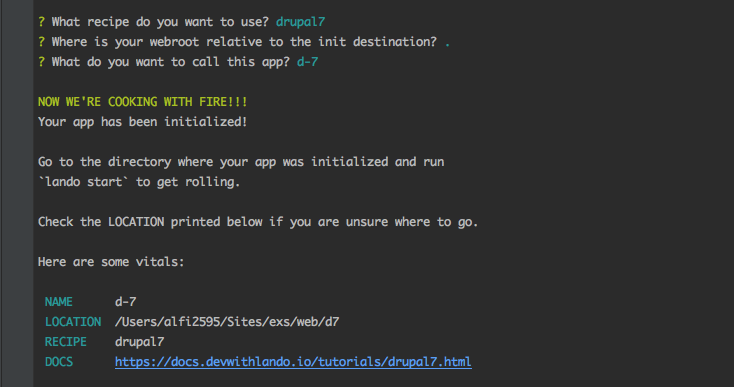 ? What recipe do you want to use? drupal7
? Where is your webroot relative to the init destination? .
? What do you want to call this app? d-7
NOW WE'RE COOKING WITH FIRE!!!
Your app has been initialized!
Go to the directory where your app was initialized and run
`lando start` to get rolling.
Check the LOCATION printed below if you are unsure where to go.
Here are some vitals:
NAME d-7
LOCATION /Users/alfi2595/Sites/exs/web/d7
RECIPE drupal7
DOCS https://docs.devwithlando.io/tutorials/drupal7.html